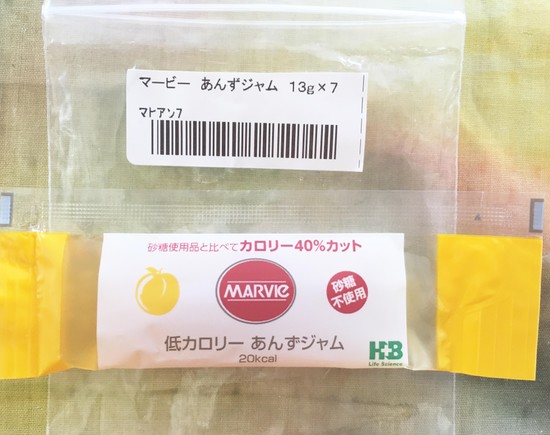 マービー あんずジャム 13g×7
マトアンフ
砂糖使用品と比べてカロリー40%カット
MARVIE
砂糖
不使用
低カロリー あんずジャム
20kcal
H+B
Life Science